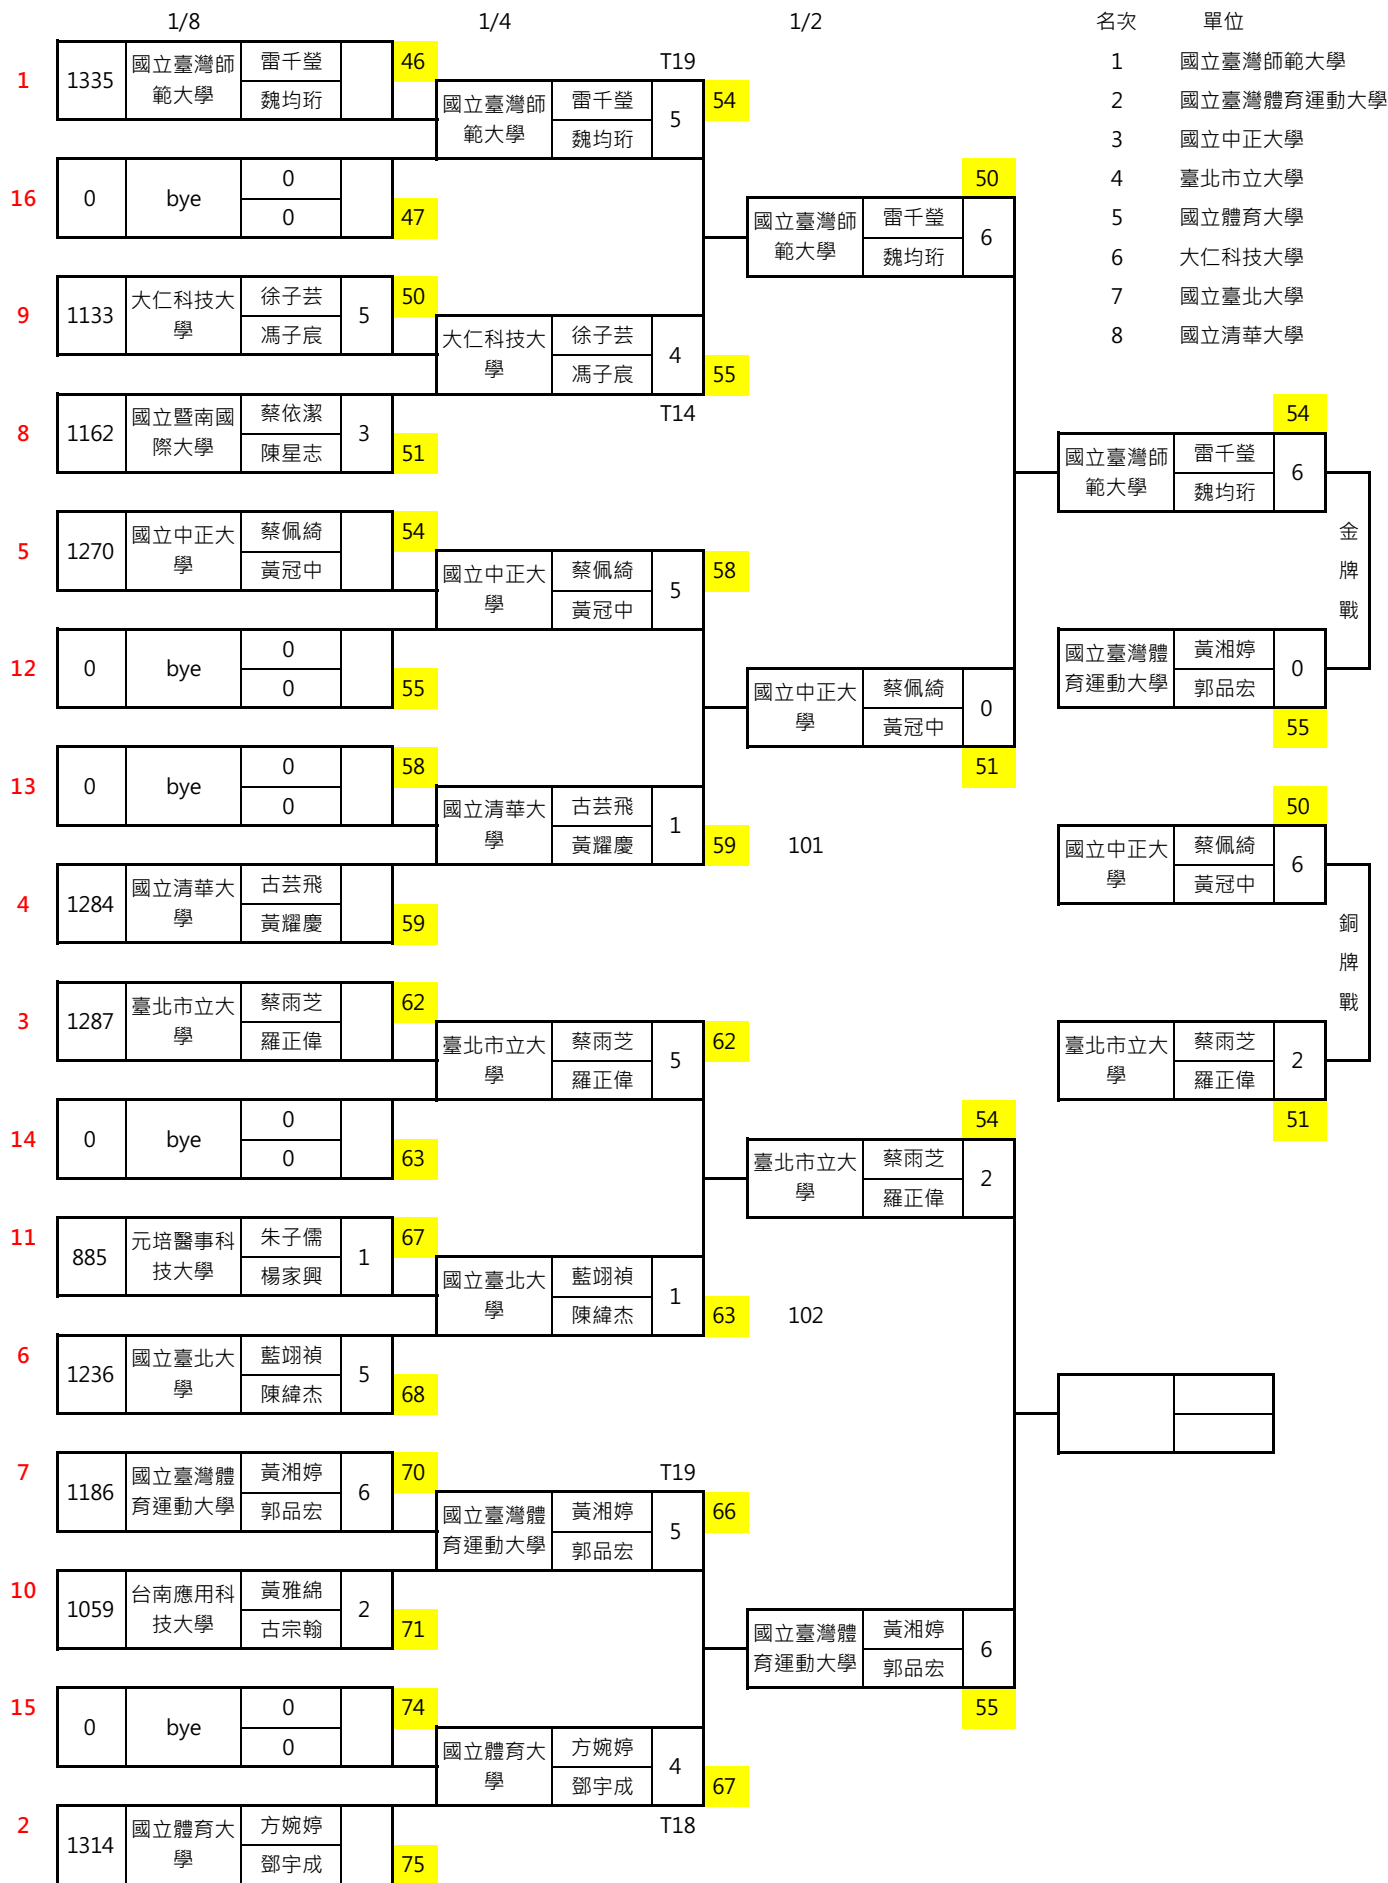 1/8 1/4 1/2 名次 單位
1 1335 國立臺灣師範大學 雷千瑩 魏均珩 46
16 0 bye 0 0 47
9 1133 大仁科技大學 徐子芸 馮子宸 5 50
8 1162 國立暨南國際大學 蔡依潔 陳星志 3 51
5 1270 國立中正大學 蔡佩綺 黃冠中 54
12 0 bye 0 0 55
13 0 bye 0 0 58
4 1284 國立清華大學 古芸飛 黃耀慶 59
3 1287 臺北市立大學 蔡雨芝 羅正偉 62
14 0 bye 0 0 63
11 885 元培醫事科技大學 朱子儒 楊家興 1 67
6 1236 國立臺北大學 藍翊禎 陳緯杰 5 68
7 1186 國立臺灣體育運動大學 黃湘婷 郭品宏 6 70
10 1059 台南應用科技大學 黃雅綿 古宗翰 2 71
15 0 bye 0 0 74
2 1314 國立體育大學 方婉婷 鄧宇成 75
T19
國立臺灣師範大學 雷千瑩 魏均珩 5 54
大仁科技大學 徐子芸 馮子宸 4 55
T14
國立中正大學 蔡佩綺 黃冠中 5 58
國立清華大學 古芸飛 黃耀慶 1 59 101
臺北市立大學 蔡雨芝 羅正偉 5 62
國立臺北大學 藍翊禎 陳緯杰 1 63 102
T19
國立臺灣體育運動大學 黃湘婷 郭品宏 5 66
國立體育大學 方婉婷 鄧宇成 4 67
T18
50
國立臺灣師範大學 雷千瑩 魏均珩 6
國立中正大學 蔡佩綺 黃冠中 0
51
54
臺北市立大學 蔡雨芝 羅正偉 2
國立臺灣體育運動大學 黃湘婷 郭品宏 6
55
1 國立臺灣師範大學
2 國立臺灣體育運動大學
3 國立中正大學
4 臺北市立大學
5 國立體育大學
6 大仁科技大學
7 國立臺北大學
8 國立清華大學
54
國立臺灣師範大學 雷千瑩 魏均珩 6
金牌戰
國立臺灣體育運動大學 黃湘婷 郭品宏 0
55
50
國立中正大學 蔡佩綺 黃冠中 6
銅牌戰
臺北市立大學 蔡雨芝 羅正偉 2
51